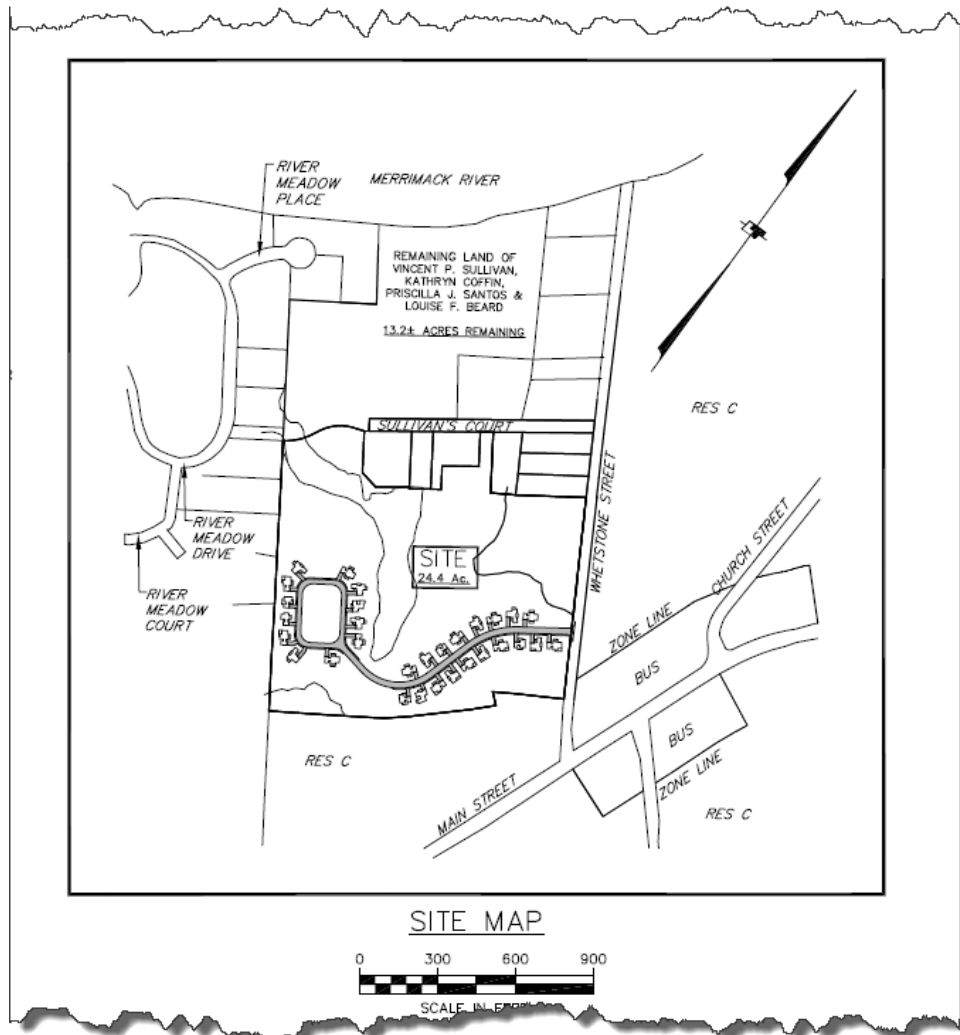 RIVER
MEADOW
PLACE
MERRIMACK RIVER
REMAINING LAND OF
VINCENT P. SULLIVAN,
KATHRYN COFFIN,
PRISCILLA J. SANTOS &
LOUISE F. BEARD
13.2± ACRES REMAINING
RES C
SULLIVAN'S COURT
WHETSTONE STREET
CHURCH STREET
RIVER
MEADOW
DRIVE
SITE
24.4 Ac.
RIVER
MEADOW
COURT
ZONE LINE
BUS
BUS
RES C
ZONE LINE
MAIN STREET
RES C
SITE MAP
0 300 600 900
SCALE IN